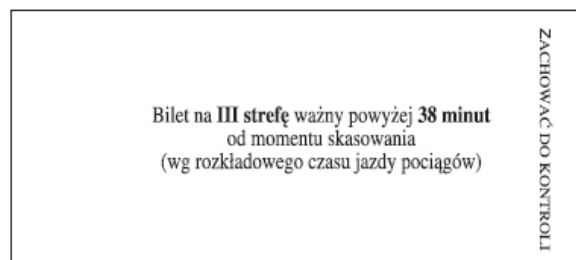 Bilet na III strefę ważny powyżej 38 minut
od momentu skasowania
(wg rozkładowego czasu jazdy pociągów)
ZACHOWAĆ DO KONTROLI